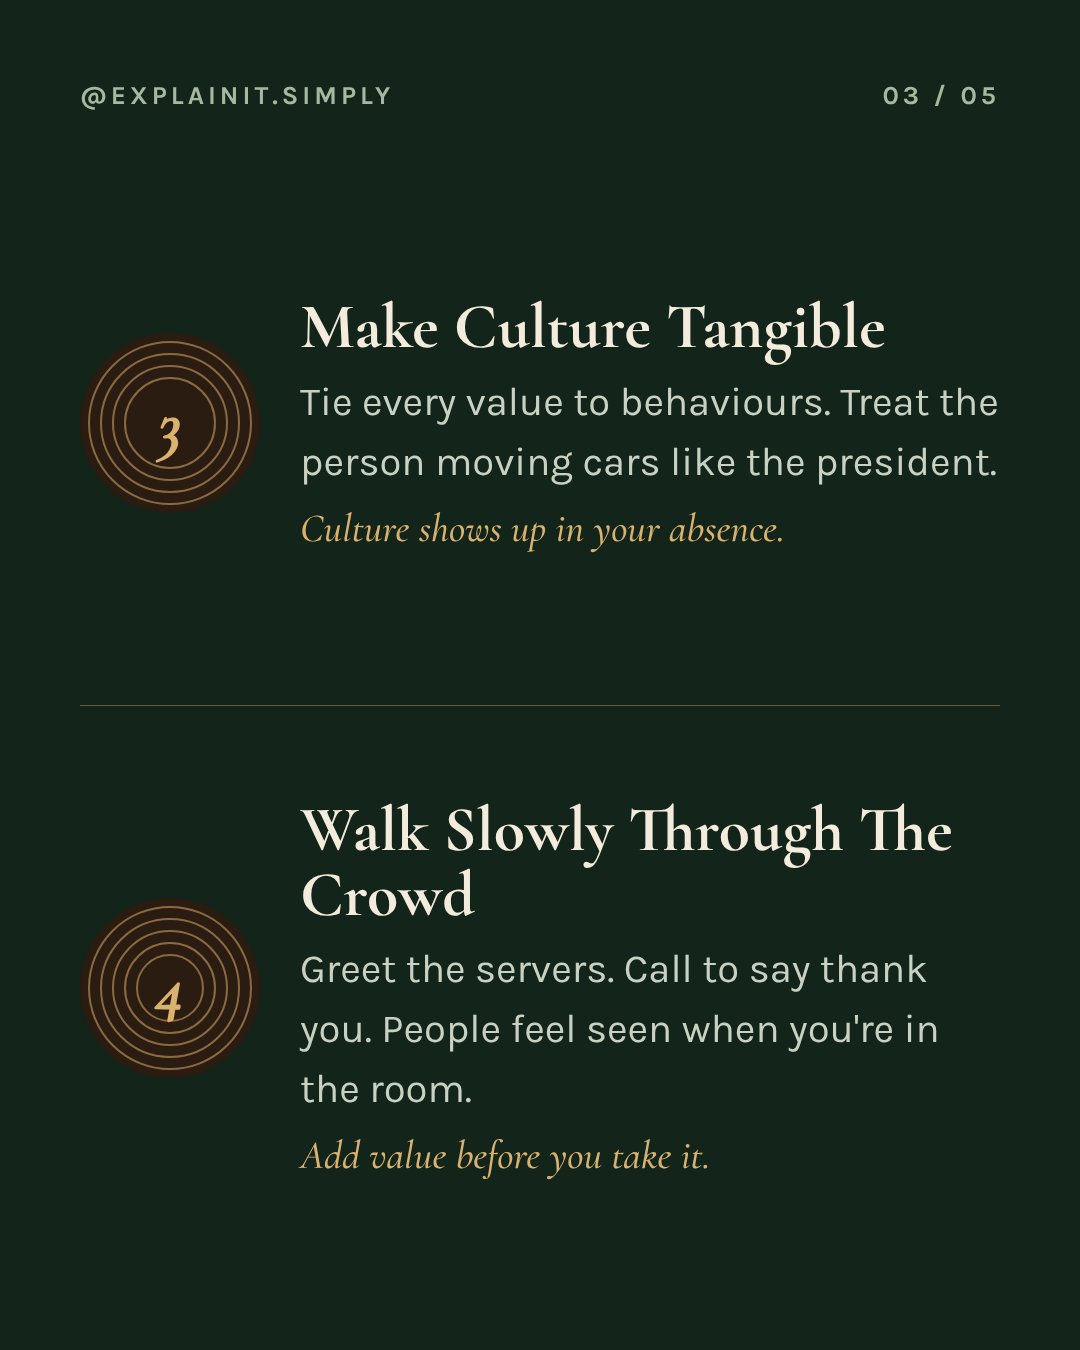 @EXPLAINIT.SIMPLY
03 / 05
Make Culture Tangible
3
Tie every value to behaviours. Treat the
person moving cars like the president.
Culture shows up in your absence.
Walk Slowly Through The
Crowd
4
Greet the servers. Call to say thank
you. People feel seen when you're in
the room.
Add value before you take it.